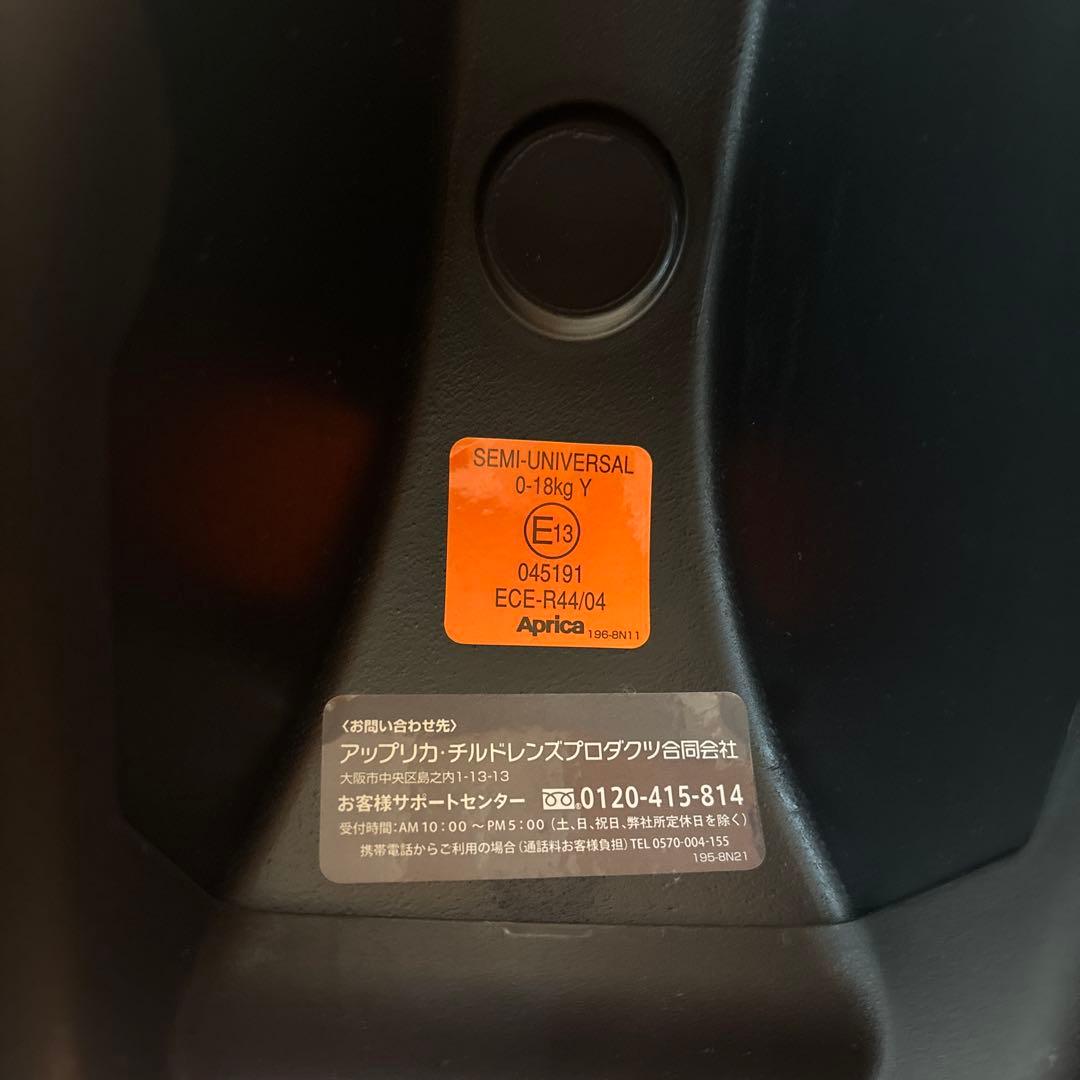 SEMI-UNIVERSAL
0-18kg Y
E13
045191
ECE-R44/04
Aprica 196-8N11
〈お問い合わせ先〉
アップリカ・チルドレンズプロダクツ合同会社
大阪市中央区島之内1-13-13
お客様サポートセンター 0120-415-814
受付時間:AM10:00 〜 PM5:00(土、日、祝日、弊社所定休日を除く)
携帯電話からご利用の場合(通話料お客様負担)TEL 0570-004-155
195-8N21